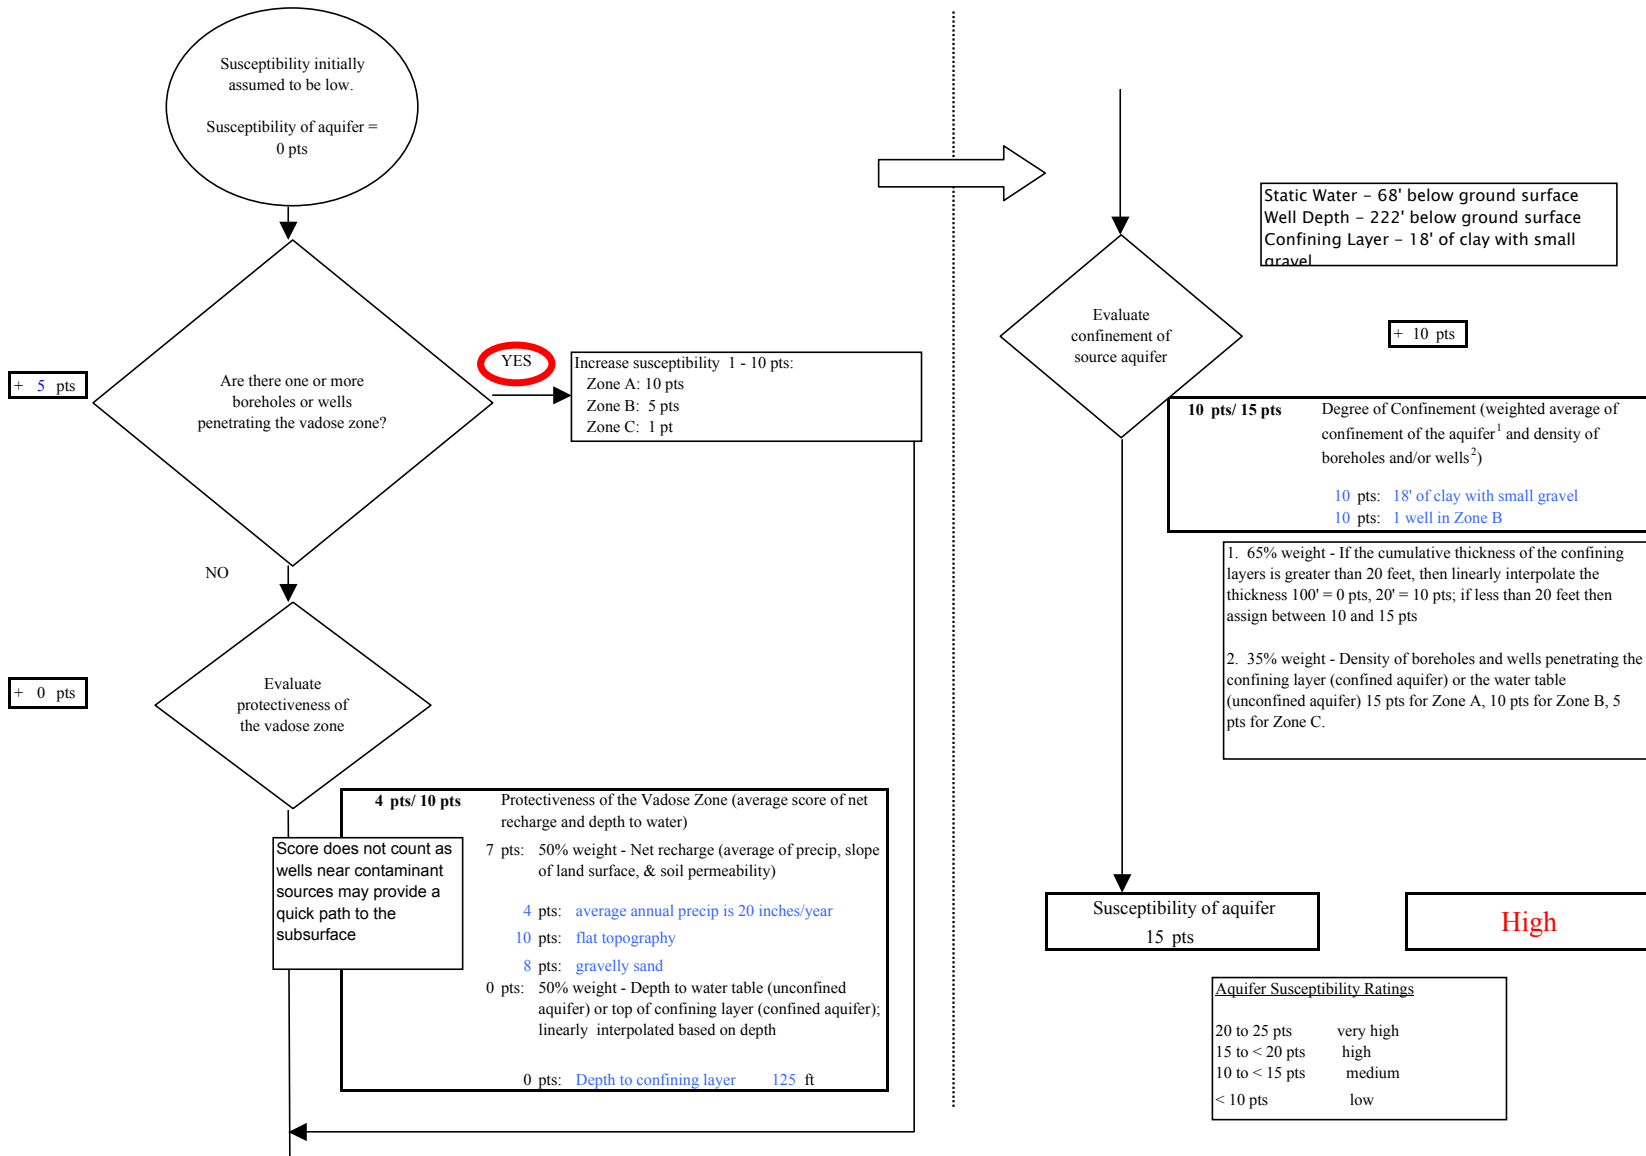 Susceptibility initially
assumed to be low.
Susceptibility of aquifer =
0 pts
+ 5 pts
Are there one or more
boreholes or wells
penetrating the vadose zone?
YES
Increase susceptibility 1 - 10 pts:
Zone A: 10 pts
Zone B: 5 pts
Zone C: 1 pt
NO
+ 0 pts
Evaluate
protectiveness of
the vadose zone
4 pts/ 10 pts
Protectiveness of the Vadose Zone (average score of net
recharge and depth to water)
Score does not count as
wells near contaminant
sources may provide a
quick path to the
subsurface
7 pts: 50% weight - Net recharge (average of precip, slope
of land surface, & soil permeability)
4 pts: average annual precip is 20 inches/year
10 pts: flat topography
8 pts: gravelly sand
0 pts: 50% weight - Depth to water table (unconfined
aquifer) or top of confining layer (confined aquifer);
linearly interpolated based on depth
0 pts: Depth to confining layer 125 ft
Static Water - 68' below ground surface
Well Depth - 222' below ground surface
Confining Layer - 18' of clay with small
gravel
Evaluate
confinement of
source aquifer
+ 10 pts
10 pts/ 15 pts
Degree of Confinement (weighted average of
confinement of the aquifer1 and density of
boreholes and/or wells2)
10 pts: 18' of clay with small gravel
10 pts: 1 well in Zone B
1. 65% weight - If the cumulative thickness of the confining
layers is greater than 20 feet, then linearly interpolate the
thickness 100' = 0 pts, 20' = 10 pts; if less than 20 feet then
assign between 10 and 15 pts
2. 35% weight - Density of boreholes and wells penetrating the
confining layer (confined aquifer) or the water table
(unconfined aquifer) 15 pts for Zone A, 10 pts for Zone B, 5
pts for Zone C.
Susceptibility of aquifer
15 pts
High
Aquifer Susceptibility Ratings
20 to 25 pts very high
15 to < 20 pts high
10 to < 15 pts medium
< 10 pts low